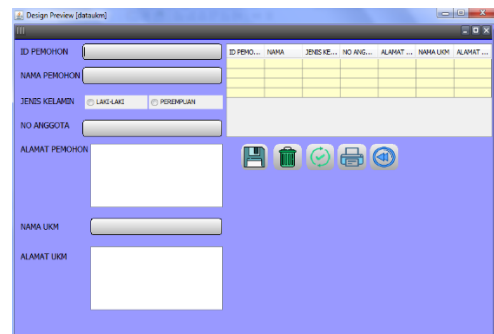 Design Preview [dataukm]
ID PEMOHON
NAMA PEMOHON
JENIS KELAMIN
LAKI-LAKI
PEREMPUAN
NO ANGGOTA
ALAMAT PEMOHON
NAMA UKM
ALAMAT UKM
ID PEMO... NAMA JENIS KE... NO ANG... ALAMAT ... NAMA UKM ALAMAT ...